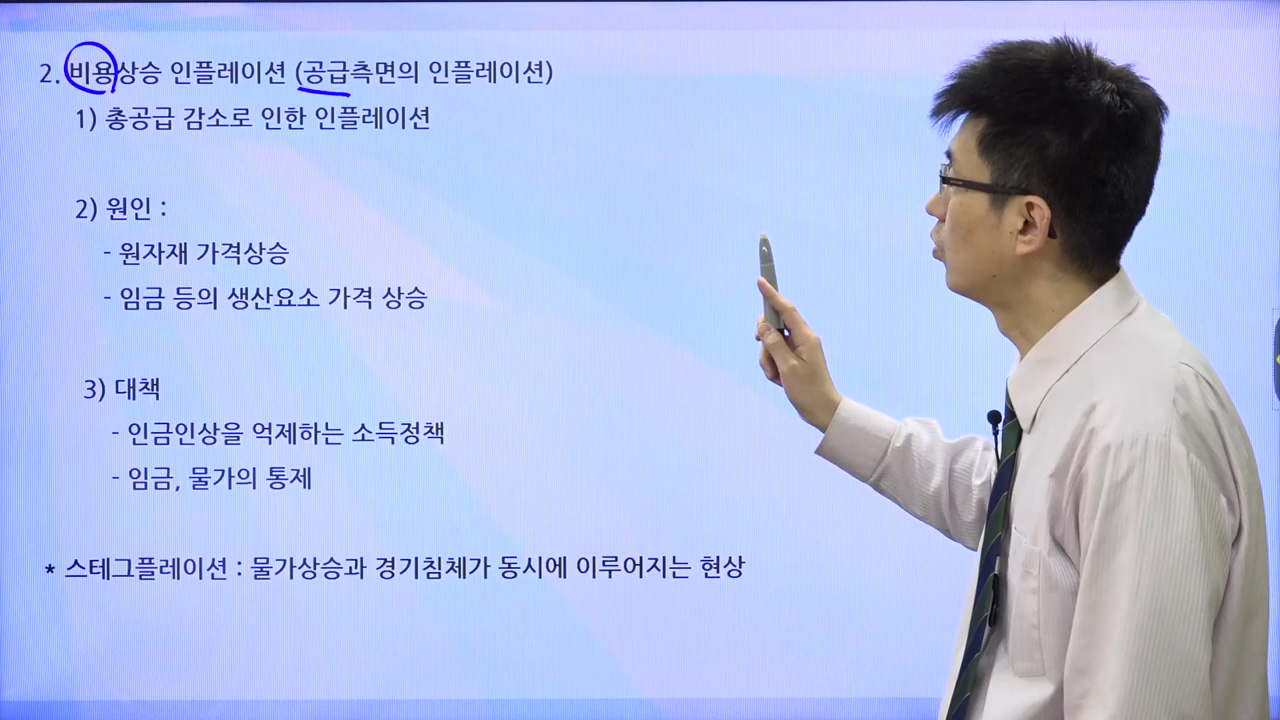 2. 비용상승 인플레이션 (공급측면의 인플레이션)
1) 총공급 감소로 인한 인플레이션
2) 원인 :
- 원자재 가격상승
- 임금 등의 생산요소 가격 상승
3) 대책
- 인금인상을 억제하는 소득정책
- 임금, 물가의 통제
* 스테그플레이션 : 물가상승과 경기침체가 동시에 이루어지는 현상